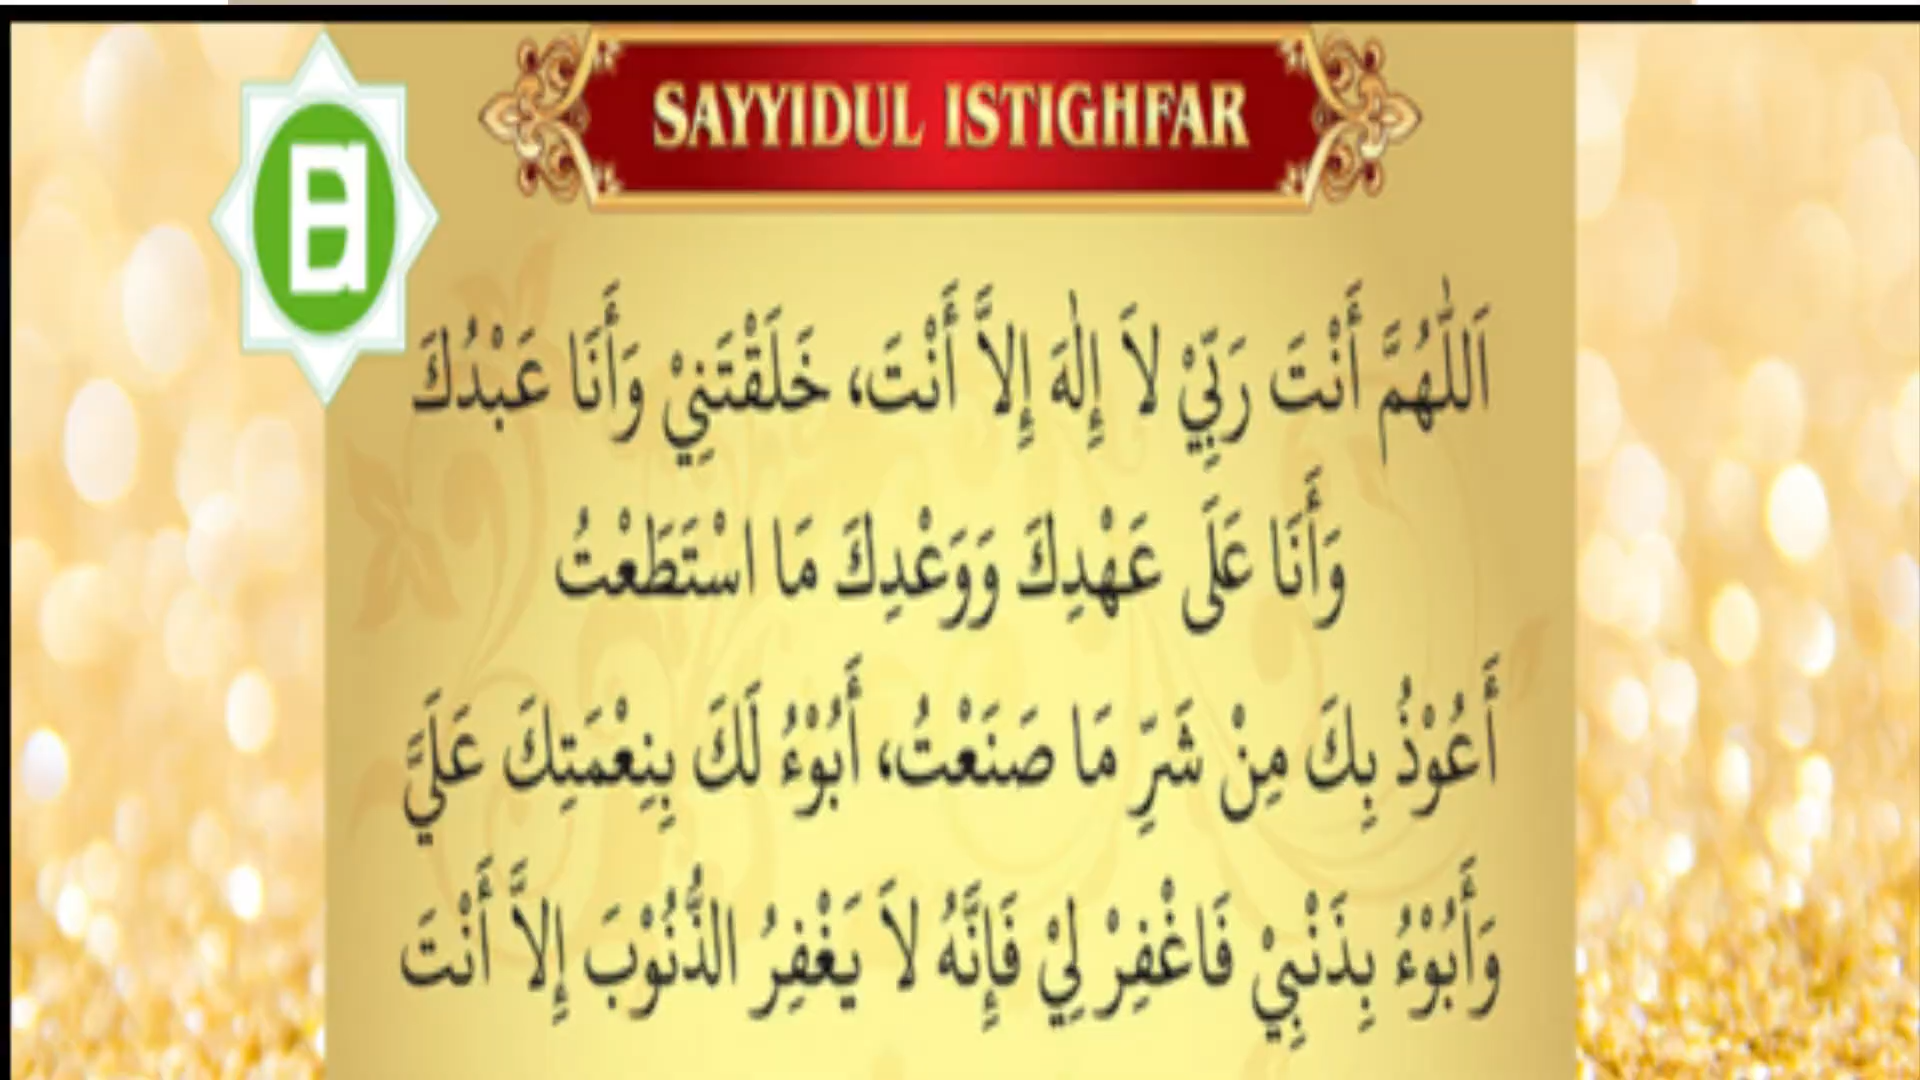 SAYYIDUL ISTIGHFAR
اَللّٰهُمَّ أَنْتَ رَبِّيْ لاَ إِلٰهَ إِلاَّ أَنْتَ، خَلَقْتَنِيْ وَأَنَا عَبْدُكَ
وَأَنَا عَلَى عَهْدِكَ وَوَعْدِكَ مَا اسْتَطَعْتُ
أَعُوْذُ بِكَ مِنْ شَرِّ مَا صَنَعْتُ، أَبُوْءُ لَكَ بِنِعْمَتِكَ عَلَيَّ
وَأَبُوْءُ بِذَنْبِيْ فَاغْفِرْ لِيْ فَإِنَّهُ لاَ يَغْفِرُ الذُّنُوْبَ إِلاَّ أَنْتَ